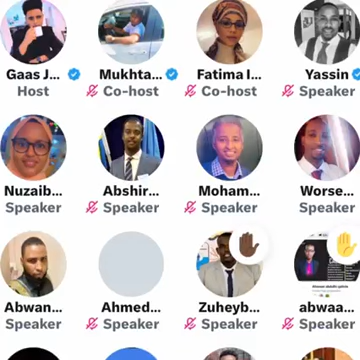 Gaas J...
Mukhta...
Fatima I...
Yassin
Host
Co-host
Co-host
Speaker
Nuzaib...
Abshir...
Moham...
Worse...
Speaker
Speaker
Speaker
Speaker
Abwan...
Ahmed...
Zuheyb...
abwaa...
Speaker
Speaker
Speaker
Speaker